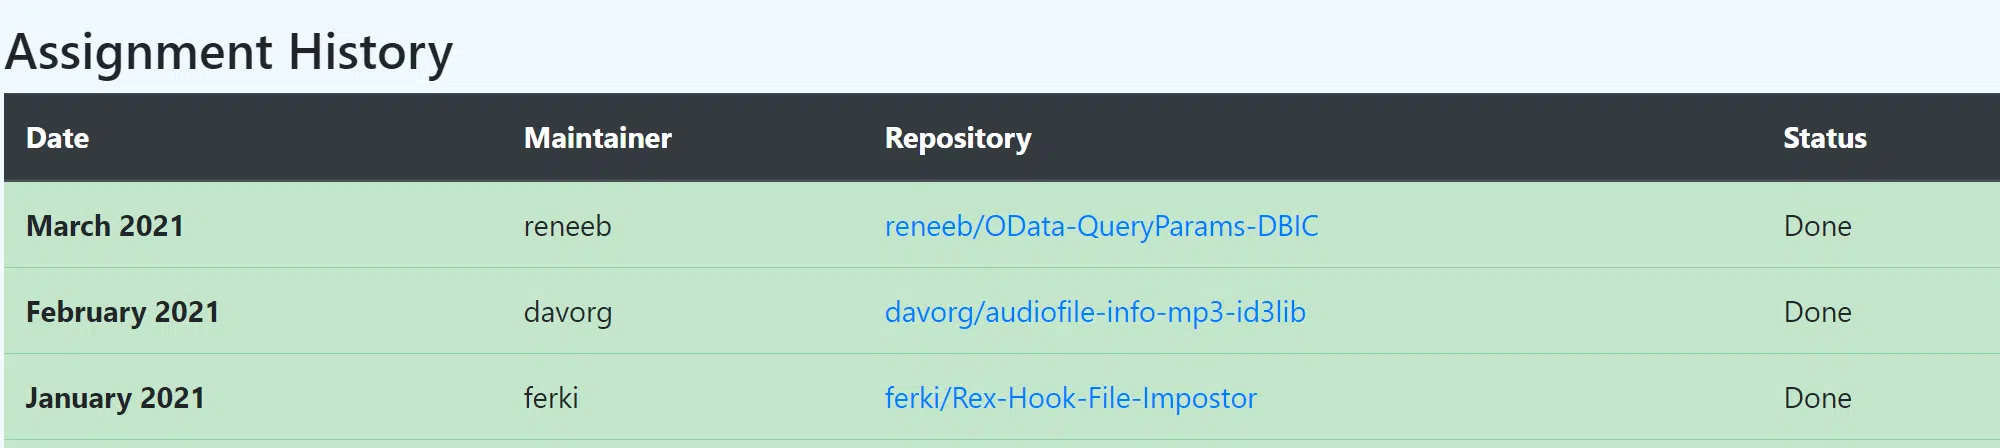 Assignment History
Date Maintainer Repository Status
March 2021 reneeb reneeb/OData-QueryParams-DBIC Done
February 2021 davorg davorg/audiofile-info-mp3-id3lib Done
January 2021 ferki ferki/Rex-Hook-File-Impostor Done